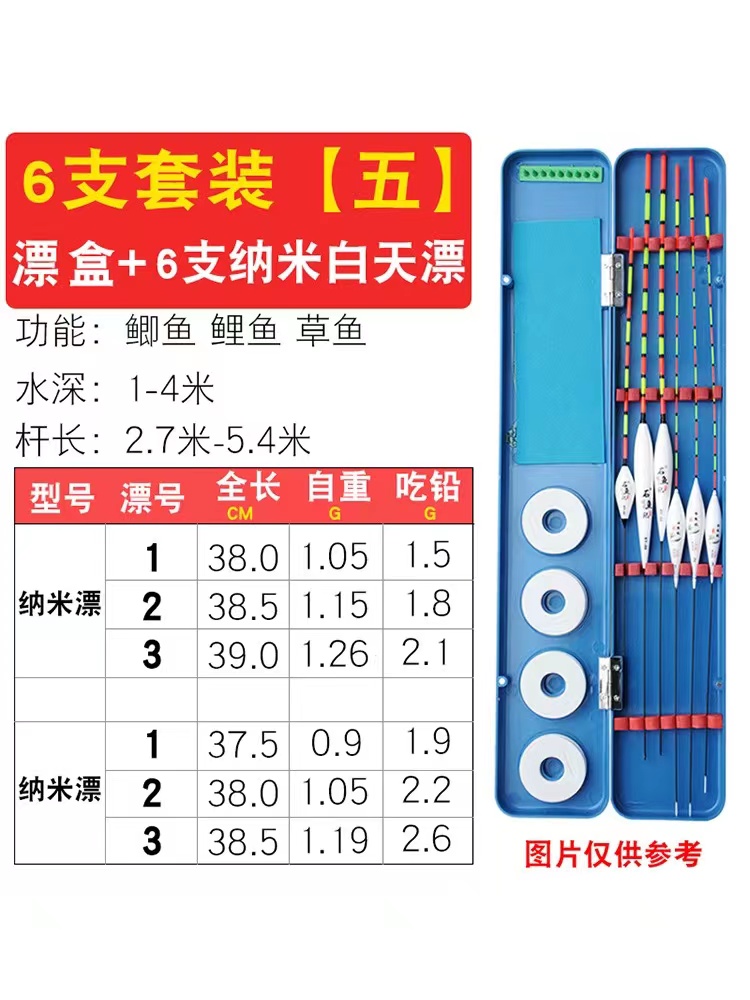 6支套装【五】
漂盒+6支纳米白天漂
功能：鲫鱼 鲤鱼 草鱼
水深：1-4米
杆长：2.7米-5.4米
型号 漂号 全长 自重 吃铅
CM G G
1 38.0 1.05 1.5
纳米漂 2 38.5 1.15 1.8
3 39.0 1.26 2.1
1 37.5 0.9 1.9
纳米漂 2 38.0 1.05 2.2
3 38.5 1.19 2.6
图片仅供参考